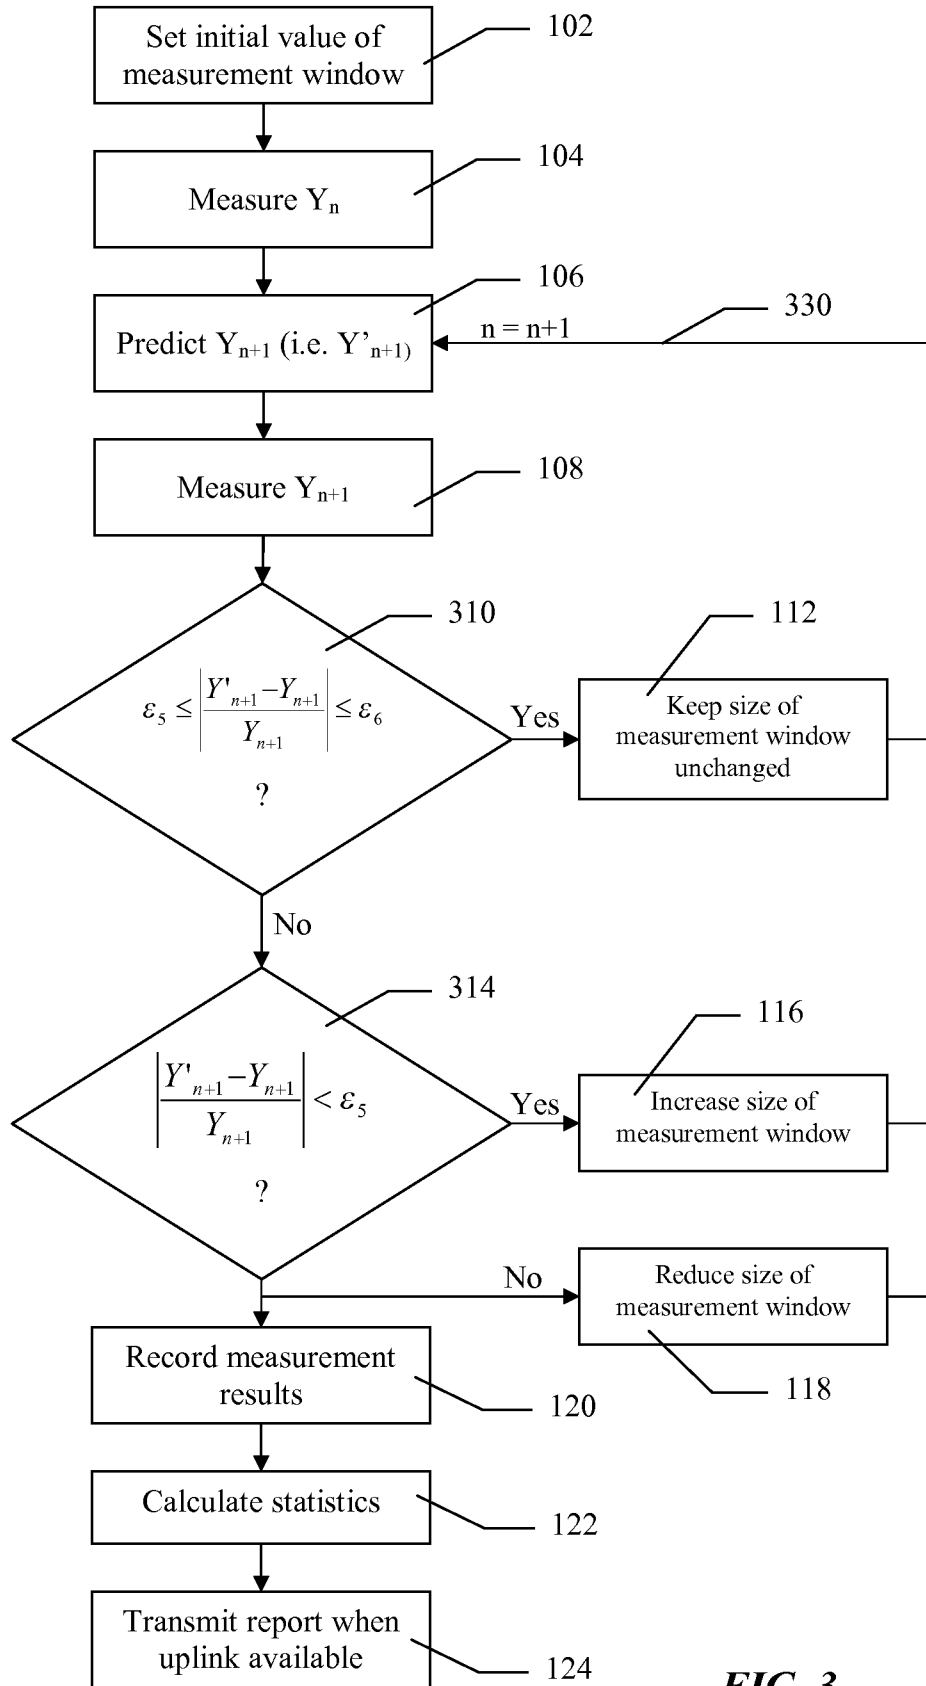 Set initial value of
measurement window
102
Measure Yₙ
104
Predict Yₙ₊₁ (i.e. Y’ₙ₊₁)
106
n = n+1
330
Measure Yₙ₊₁
108
310
ε₅ ≤ |(Y'ₙ₊₁ − Yₙ₊₁) / Yₙ₊₁| ≤ ε₆
?
Yes
112
Keep size of
measurement window
unchanged
No
314
|(Y'ₙ₊₁ − Yₙ₊₁) / Yₙ₊₁| < ε₅
?
Yes
116
Increase size of
measurement window
No
Reduce size of
measurement window
118
Record measurement
results
120
Calculate statistics
122
Transmit report when
uplink available
124
FIG. 3